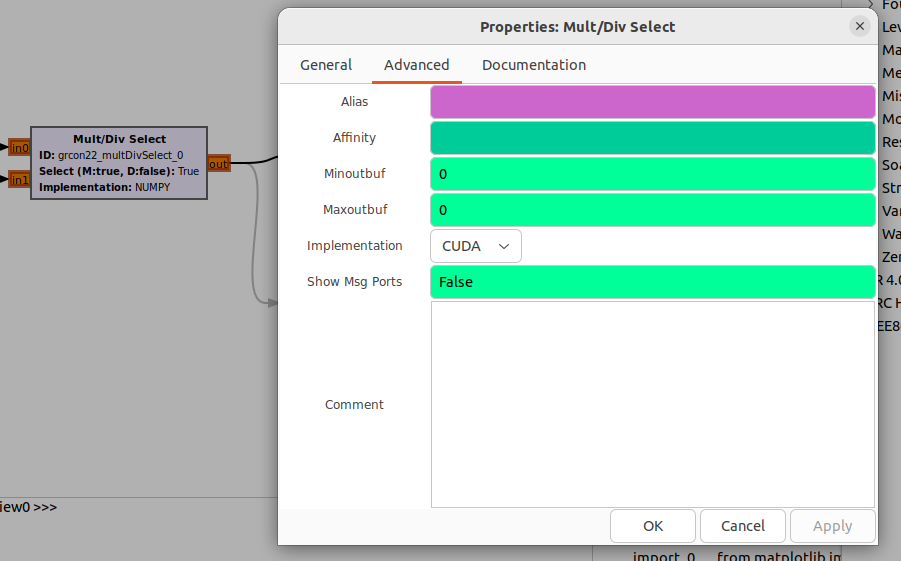 Properties: Mult/Div Select
General Advanced Documentation
Alias
Affinity
Minoutbuf 0
Maxoutbuf 0
Implementation CUDA
Show Msg Ports False
Comment
OK Cancel Apply
Mult/Div Select
ID: grcon22_multDivSelect_0
Select (M:true, D:false): True
Implementation: NUMPY
in0
in1
out
iew0 >>>
Fou
Lev
Ma
Me
Mis
Mo
Res
Soa
Str
Var
Wa
Zer
R 4.0
RC H
EE8
import_0 from matplotlib im